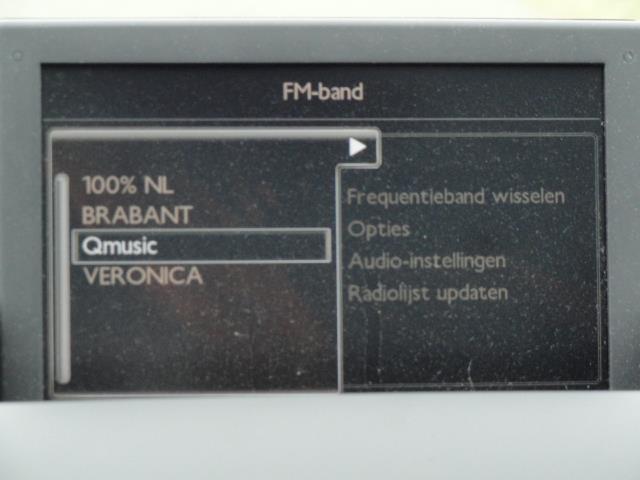 FM-band
100% NL
BRABANT
Qmusic
VERONICA
Frequentieband wisselen
Opties
Audio-instellingen
Radiolijst updaten